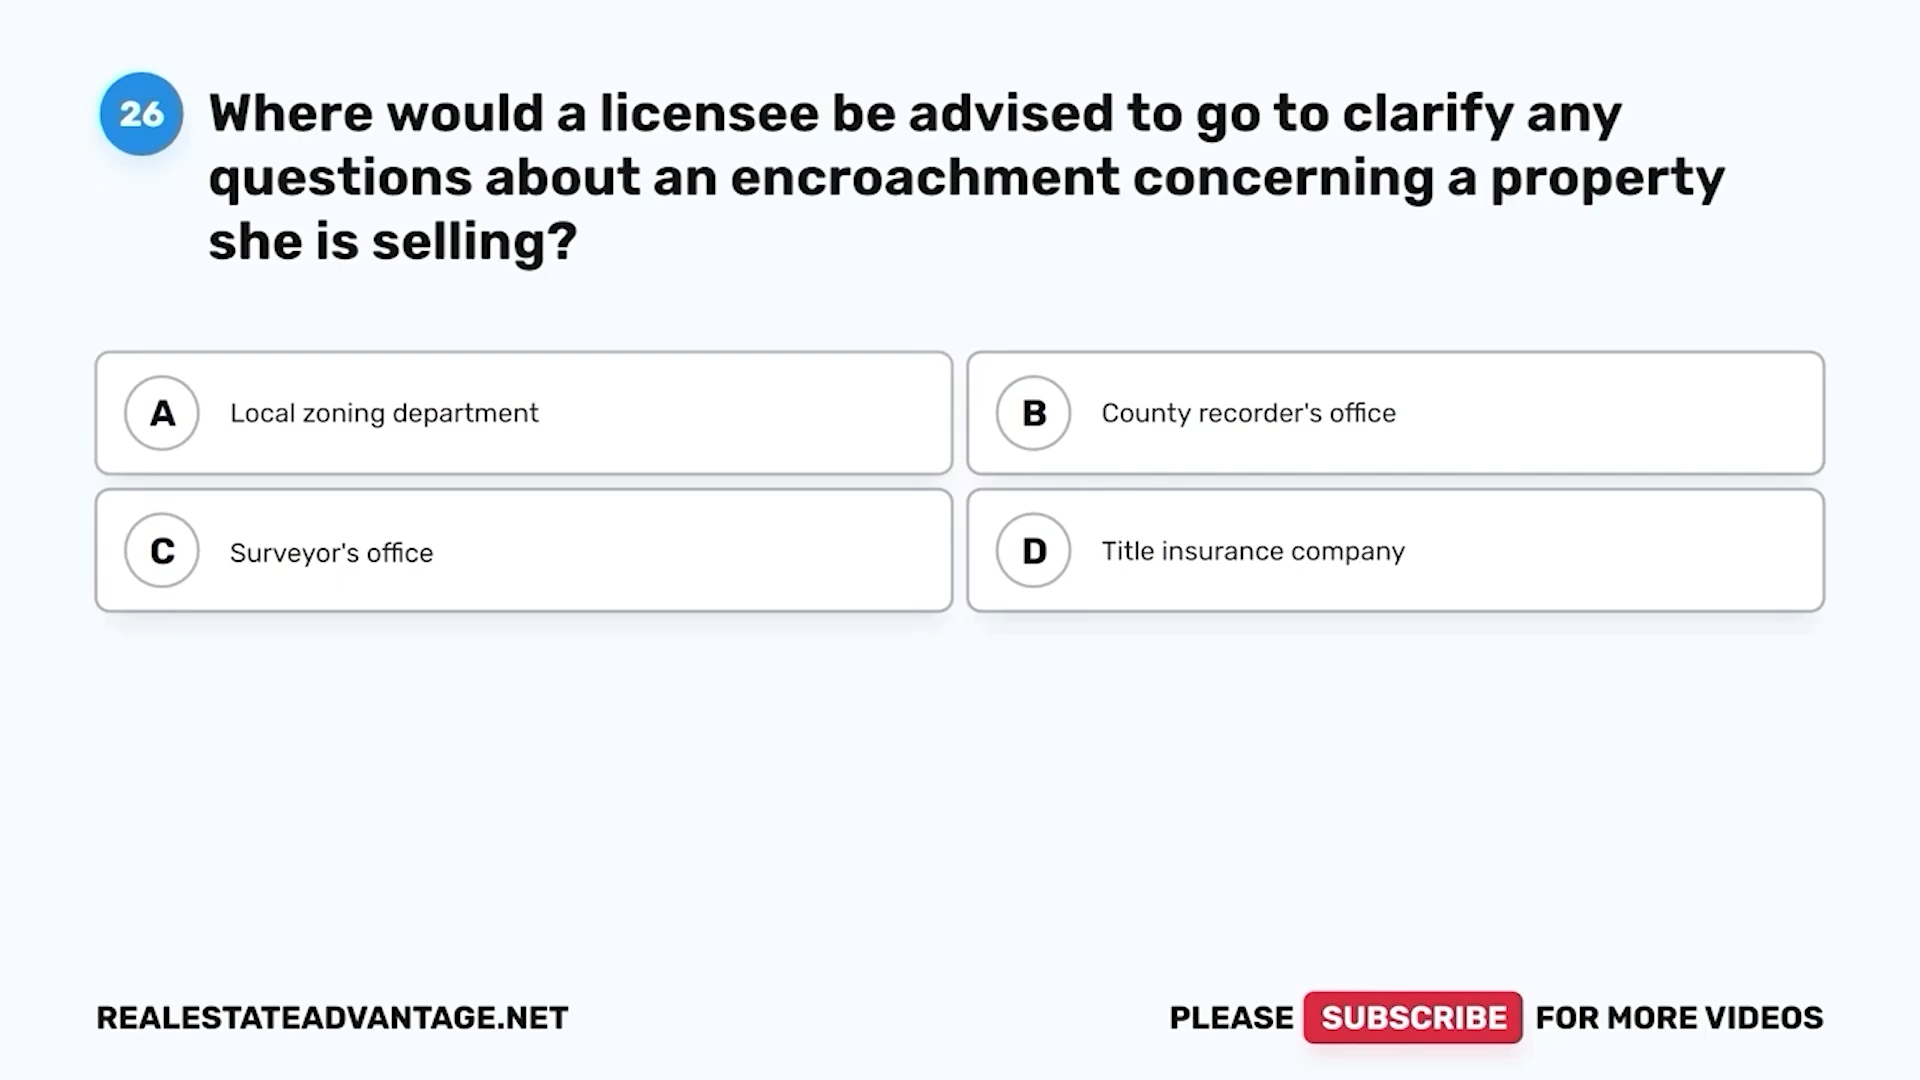 26
Where would a licensee be advised to go to clarify any
questions about an encroachment concerning a property
she is selling?
A Local zoning department
B County recorder's office
C Surveyor's office
D Title insurance company
REALESTATEADVANTAGE.NET
PLEASE SUBSCRIBE FOR MORE VIDEOS